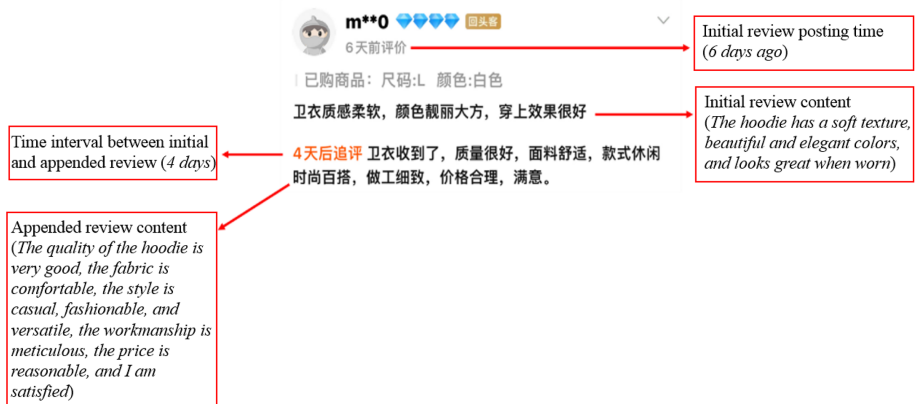 m**0 回头客
6天前评价
已购商品：尺码:L 颜色:白色
卫衣质感柔软，颜色靓丽大方，穿上效果很好
4天后追评 卫衣收到了，质量很好，面料舒适，款式休闲
时尚百搭，做工细致，价格合理，满意。
Initial review posting time
(6 days ago)
Initial review content
(The hoodie has a soft texture,
beautiful and elegant colors,
and looks great when worn)
Time interval between initial
and appended review (4 days)
Appended review content
(The quality of the hoodie is
very good, the fabric is
comfortable, the style is
casual, fashionable, and
versatile, the workmanship is
meticulous, the price is
reasonable, and I am
satisfied)